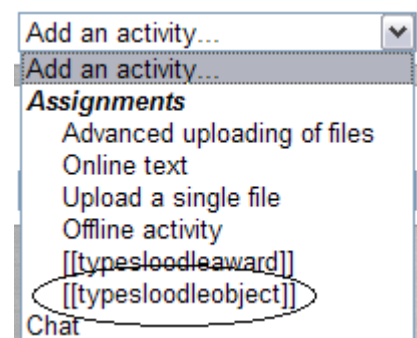 Add an activity...
Add an activity...
Assignments
Advanced uploading of files
Online text
Upload a single file
Offline activity
[[typesloodleaward]]
[[typesloodleobject]]
Chat